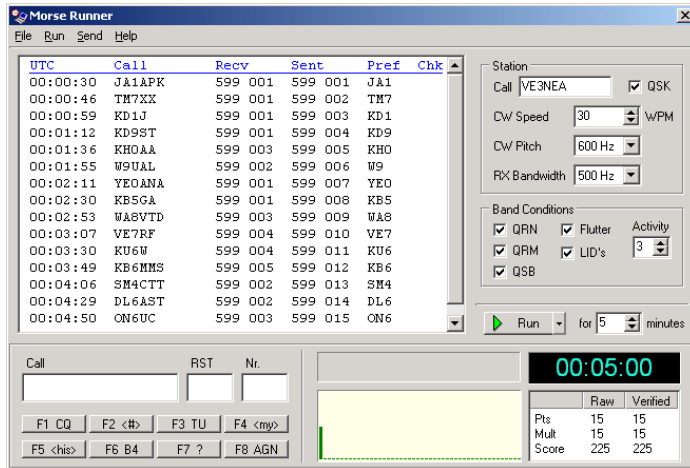 Morse Runner
File Run Send Help
UTC Call Recv Sent Pref Chk
00:00:30 JA1APK 599 001 599 001 JA1
00:00:46 TM7XX 599 001 599 002 TM7
00:00:59 KD1J 599 001 599 003 KD1
00:01:12 KD9ST 599 001 599 004 KD9
00:01:36 KH0AA 599 003 599 005 KH0
00:01:55 W9UAL 599 002 599 006 W9
00:02:11 YE0ANA 599 001 599 007 YE0
00:02:30 KB5GA 599 001 599 008 KB5
00:02:53 WA8VTD 599 003 599 009 WA8
00:03:07 VE7RF 599 004 599 010 VE7
00:03:30 KU6W 599 004 599 011 KU6
00:03:49 KB6MMS 599 005 599 012 KB6
00:04:06 SM4CTT 599 002 599 013 SM4
00:04:29 DL6AST 599 002 599 014 DL6
00:04:50 ON6UC 599 003 599 015 ON6
Station
Call VE3NEA QSK
CW Speed 30 WPM
CW Pitch 600 Hz
RX Bandwidth 500 Hz
Band Conditions
QRN Flutter Activity
QRM LID's 3
QSB
Run for 5 minutes
Call RST Nr.
F1 CQ F2 <#> F3 TU F4 <my>
F5 <his> F6 B4 F7 ? F8 AGN
00:05:00
Raw Verified
Pts 15 15
Mult 15 15
Score 225 225